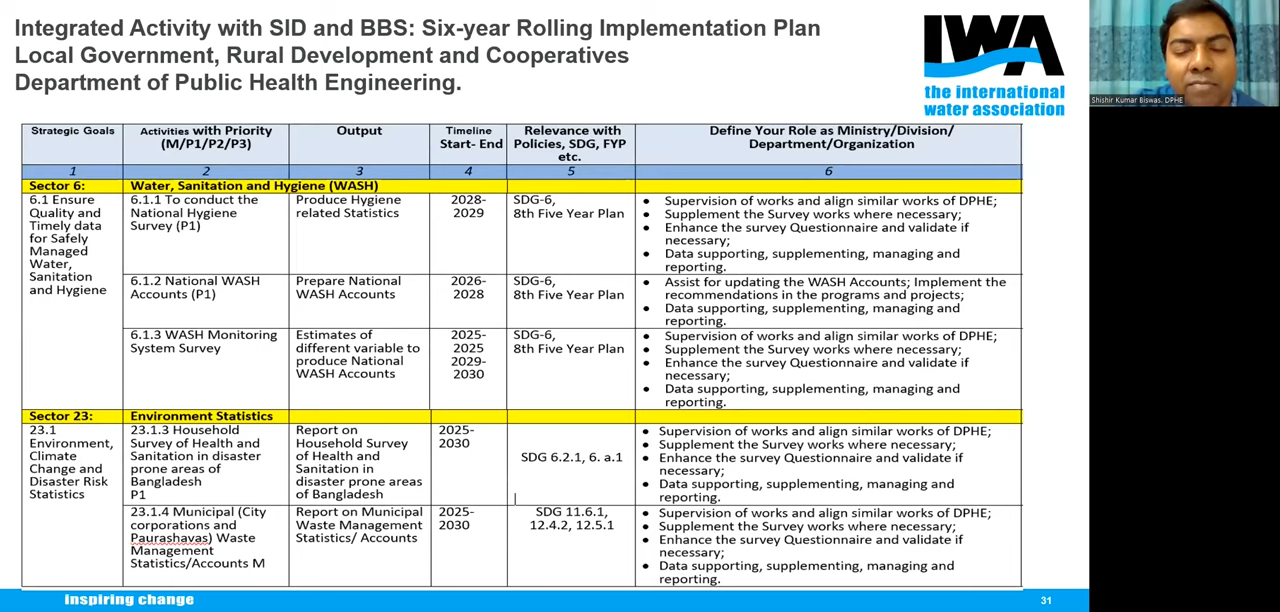 Integrated Activity with SID and BBS: Six-year Rolling Implementation Plan
Local Government, Rural Development and Cooperatives
Department of Public Health Engineering.
IWA
the international
water association
Shishir Kumar Biswas. DPHE
Strategic Goals
Activities with Priority
(M/P1/P2/P3)
Output
Timeline
Start- End
Relevance with
Policies, SDG, FYP
etc.
Define Your Role as Ministry/Division/
Department/Organization
1
2
3
4
5
6
Sector 6:
Water, Sanitation and Hygiene (WASH)
6.1 Ensure
Quality and
Timely data
for Safely
Managed
Water,
Sanitation
and Hygiene
6.1.1 To conduct the
National Hygiene
Survey (P1)
Produce Hygiene
related Statistics
2028-
2029
SDG-6,
8th Five Year Plan
• Supervision of works and align similar works of DPHE;
• Supplement the Survey works where necessary;
• Enhance the survey Questionnaire and validate if
necessary;
• Data supporting, supplementing, managing and
reporting.
6.1.2 National WASH
Accounts (P1)
Prepare National
WASH Accounts
2026-
2028
SDG-6,
8th Five Year Plan
• Assist for updating the WASH Accounts; Implement the
recommendations in the programs and projects;
• Data supporting, supplementing, managing and
reporting.
6.1.3 WASH Monitoring
System Survey
Estimates of
different variable to
produce National
WASH Accounts
2025-
2025
2029-
2030
SDG-6,
8th Five Year Plan
• Supervision of works and align similar works of DPHE;
• Supplement the Survey works where necessary;
• Enhance the survey Questionnaire and validate if
necessary;
• Data supporting, supplementing, managing and
reporting.
Sector 23:
Environment Statistics
23.1
Environment,
Climate
Change and
Disaster Risk
Statistics
23.1.3 Household
Survey of Health and
Sanitation in disaster
prone areas of
Bangladesh
P1
Report on
Household Survey
of Health and
Sanitation in
disaster prone areas
of Bangladesh
2025-
2030
SDG 6.2.1, 6. a.1
• Supervision of works and align similar works of DPHE;
• Supplement the Survey works where necessary;
• Enhance the survey Questionnaire and validate if
necessary;
• Data supporting, supplementing, managing and
reporting.
23.1.4 Municipal (City
corporations and
Paurashavas) Waste
Management
Statistics/Accounts M
Report on Municipal
Waste Management
Statistics/ Accounts
2025-
2030
SDG 11.6.1,
12.4.2, 12.5.1
• Supervision of works and align similar works of DPHE;
• Supplement the Survey works where necessary;
• Enhance the survey Questionnaire and validate if
necessary;
• Data supporting, supplementing, managing and
reporting.
inspiring change
31